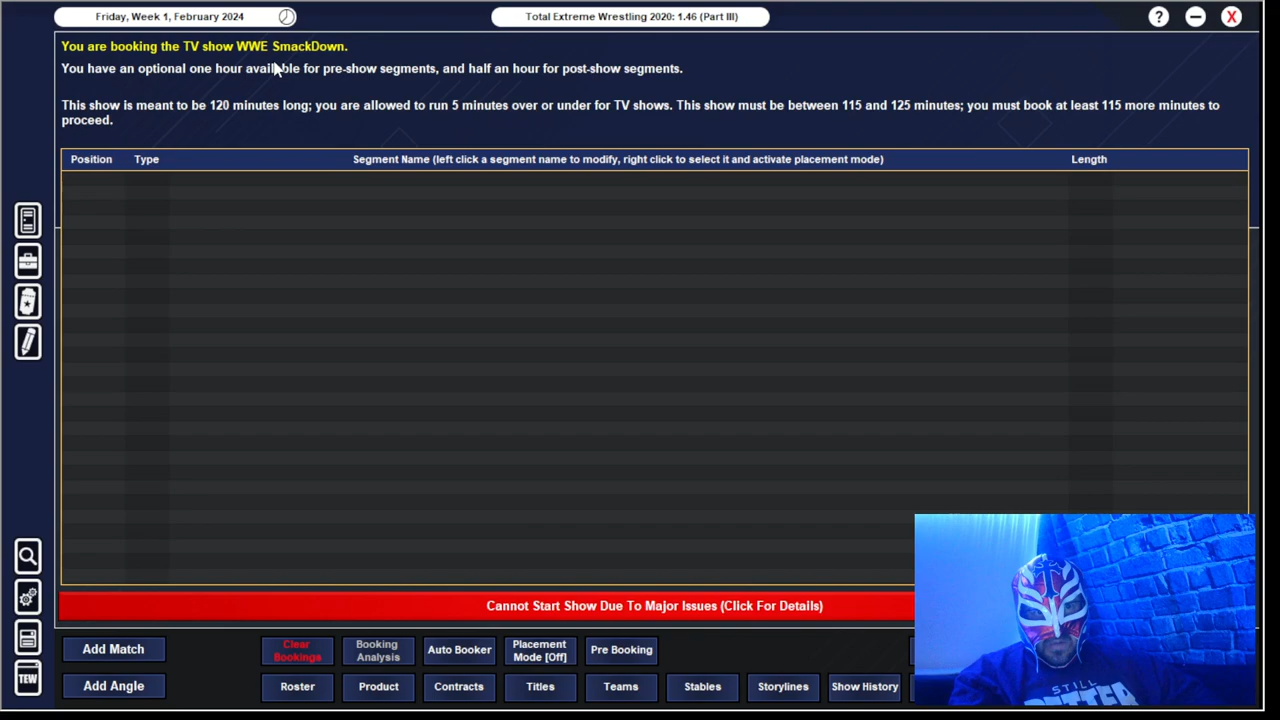 Friday, Week 1, February 2024
Total Extreme Wrestling 2020: 1.46 (Part III)
?
X
You are booking the TV show WWE SmackDown.
You have an optional one hour available for pre-show segments, and half an hour for post-show segments.
This show is meant to be 120 minutes long; you are allowed to run 5 minutes over or under for TV shows. This show must be between 115 and 125 minutes; you must book at least 115 more minutes to
proceed.
Position Type Segment Name (left click a segment name to modify, right click to select it and activate placement mode) Length
Cannot Start Show Due To Major Issues (Click For Details)
Add Match
Clear
Bookings
Booking
Analysis
Auto Booker
Placement
Mode [Off]
Pre Booking
Add Angle
Roster
Product
Contracts
Titles
Teams
Stables
Storylines
Show History
TEW
STILL
BETTER